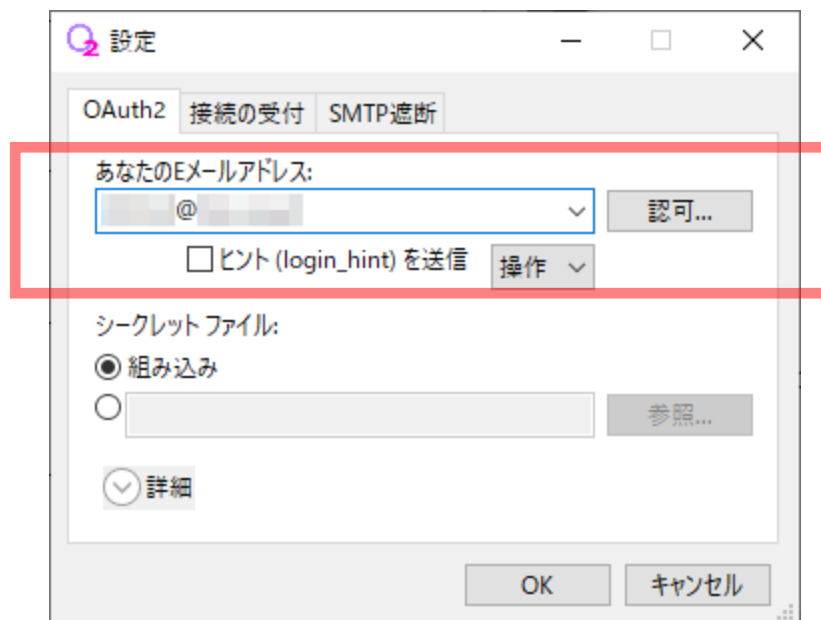 設定
OAuth2 接続の受付 SMTP遮断
あなたのEメールアドレス:
@
認可...
ヒント (login_hint) を送信
操作
シークレット ファイル:
組み込み
参照...
詳細
OK キャンセル